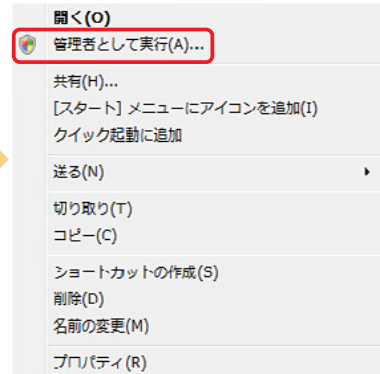 開く(O)
管理者として実行(A)...
共有(H)...
[スタート] メニューにアイコンを追加(I)
クイック起動に追加
送る(N)
切り取り(T)
コピー(C)
ショートカットの作成(S)
削除(D)
名前の変更(M)
プロパティ(R)